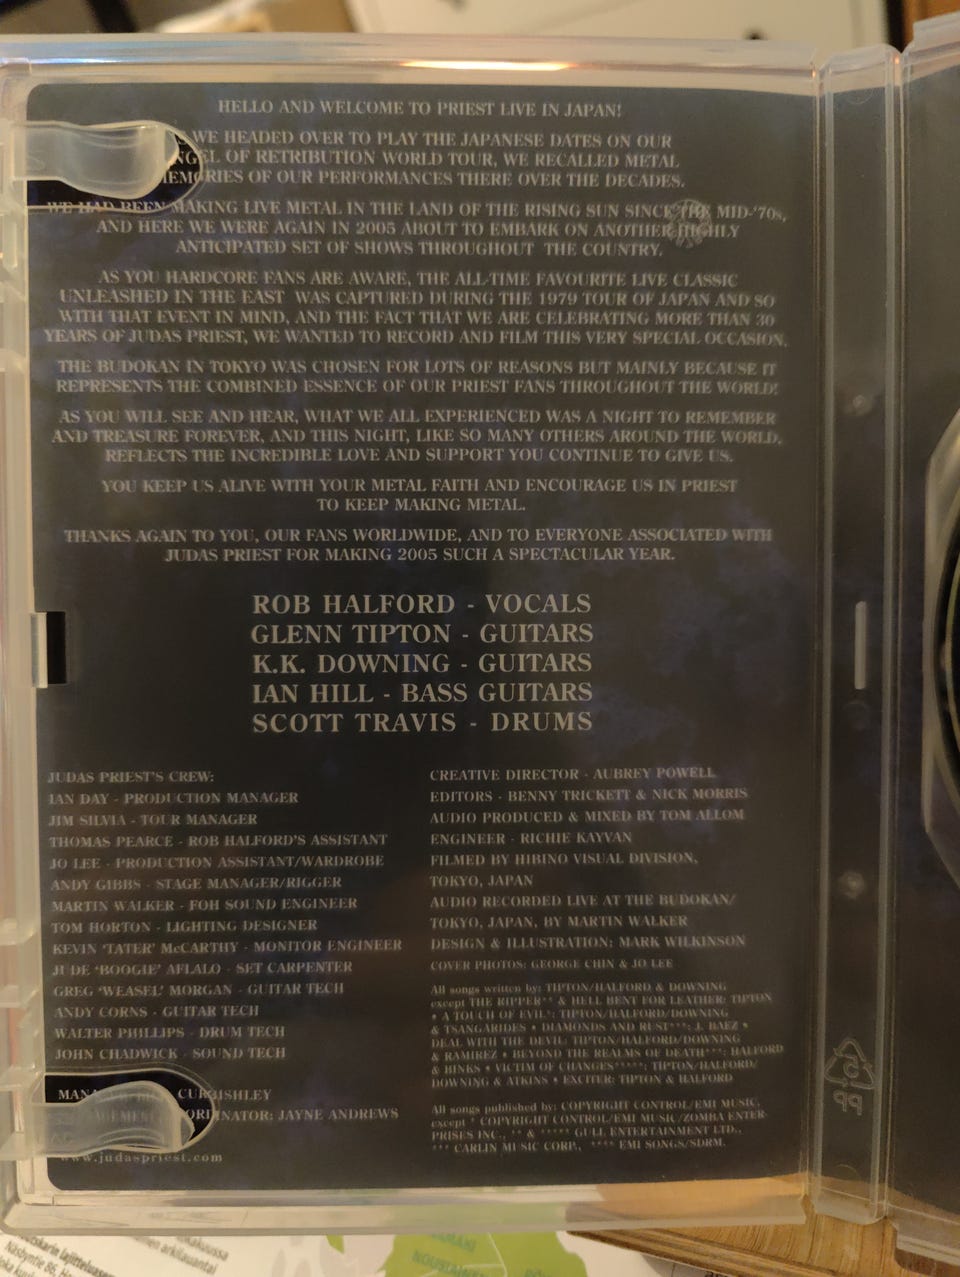 HELLO AND WELCOME TO PRIEST LIVE IN JAPAN!
WE HEADED OVER TO PLAY THE JAPANESE DATES ON OUR
NGEL OF RETRIBUTION WORLD TOUR, WE RECALLED METAL
EMORIES OF OUR PERFORMANCES THERE OVER THE DECADES.
WE HAD BEEN MAKING LIVE METAL IN THE LAND OF THE RISING SUN SINCE THE MID-'70s,
AND HERE WE WERE AGAIN IN 2005 ABOUT TO EMBARK ON ANOTHER HIGHLY
ANTICIPATED SET OF SHOWS THROUGHOUT THE COUNTRY.
AS YOU HARDCORE FANS ARE AWARE, THE ALL-TIME FAVOURITE LIVE CLASSIC
UNLEASHED IN THE EAST WAS CAPTURED DURING THE 1979 TOUR OF JAPAN AND SO
WITH THAT EVENT IN MIND, AND THE FACT THAT WE ARE CELEBRATING MORE THAN 30
YEARS OF JUDAS PRIEST, WE WANTED TO RECORD AND FILM THIS VERY SPECIAL OCCASION.
THE BUDOKAN IN TOKYO WAS CHOSEN FOR LOTS OF REASONS BUT MAINLY BECAUSE IT
REPRESENTS THE COMBINED ESSENCE OF OUR PRIEST FANS THROUGHOUT THE WORLD!
AS YOU WILL SEE AND HEAR, WHAT WE ALL EXPERIENCED WAS A NIGHT TO REMEMBER
AND TREASURE FOREVER, AND THIS NIGHT, LIKE SO MANY OTHERS AROUND THE WORLD,
REFLECTS THE INCREDIBLE LOVE AND SUPPORT YOU CONTINUE TO GIVE US.
YOU KEEP US ALIVE WITH YOUR METAL FAITH AND ENCOURAGE US IN PRIEST
TO KEEP MAKING METAL.
THANKS AGAIN TO YOU, OUR FANS WORLDWIDE, AND TO EVERYONE ASSOCIATED WITH
JUDAS PRIEST FOR MAKING 2005 SUCH A SPECTACULAR YEAR.
ROB HALFORD - VOCALS
GLENN TIPTON - GUITARS
K.K. DOWNING - GUITARS
IAN HILL - BASS GUITARS
SCOTT TRAVIS - DRUMS
JUDAS PRIEST'S CREW:
IAN DAY - PRODUCTION MANAGER
JIM SILVIA - TOUR MANAGER
THOMAS PEARCE - ROB HALFORD'S ASSISTANT
JO LEE - PRODUCTION ASSISTANT/WARDROBE
ANDY GIBBS - STAGE MANAGER/RIGGER
MARTIN WALKER - FOH SOUND ENGINEER
TOM HORTON - LIGHTING DESIGNER
KEVIN 'TATER' McCARTHY - MONITOR ENGINEER
JUDE 'BOOGIE' AFLALO - SET CARPENTER
GREG 'WEASEL' MORGAN - GUITAR TECH
ANDY CORNS - GUITAR TECH
WALTER PHILLIPS - DRUM TECH
JOHN CHADWICK - SOUND TECH
CURBISHLEY
JAYNE ANDREWS
www.judaspriest.com
CREATIVE DIRECTOR - AUBREY POWELL
EDITORS - BENNY TRICKETT & NICK MORRIS
AUDIO PRODUCED & MIXED BY TOM ALLOM
ENGINEER - RICHIE KAYVAN
FILMED BY HIBINO VISUAL DIVISION,
TOKYO, JAPAN
AUDIO RECORDED LIVE AT THE BUDOKAN/
TOKYO, JAPAN, BY MARTIN WALKER
DESIGN & ILLUSTRATION: MARK WILKINSON
COVER PHOTOS: GEORGE CHIN & JO LEE
All songs written by: TIPTON/HALFORD & DOWNING
except THE RIPPER** & HELL BENT FOR LEATHER: TIPTON
• A TOUCH OF EVIL*: TIPTON/HALFORD/DOWNING
& TSANGARIDES • DIAMONDS AND RUST***: J. BAEZ •
DEAL WITH THE DEVIL: TIPTON/HALFORD/DOWNING
& RAMIREZ • BEYOND THE REALMS OF DEATH****: HALFORD
& BINKS • VICTIM OF CHANGES*****: TIPTON/HALFORD/
DOWNING & ATKINS • EXCITER: TIPTON & HALFORD
All songs published by: COPYRIGHT CONTROL/EMI MUSIC,
except * COPYRIGHT CONTROL/EMI MUSIC/ZOMBA ENTER-
PRISES INC., ** & ***** GULL ENTERTAINMENT LTD.,
*** CARLIN MUSIC CORP., **** EMI SONGS/SDRM.
5
PP
Näsbyntie 86